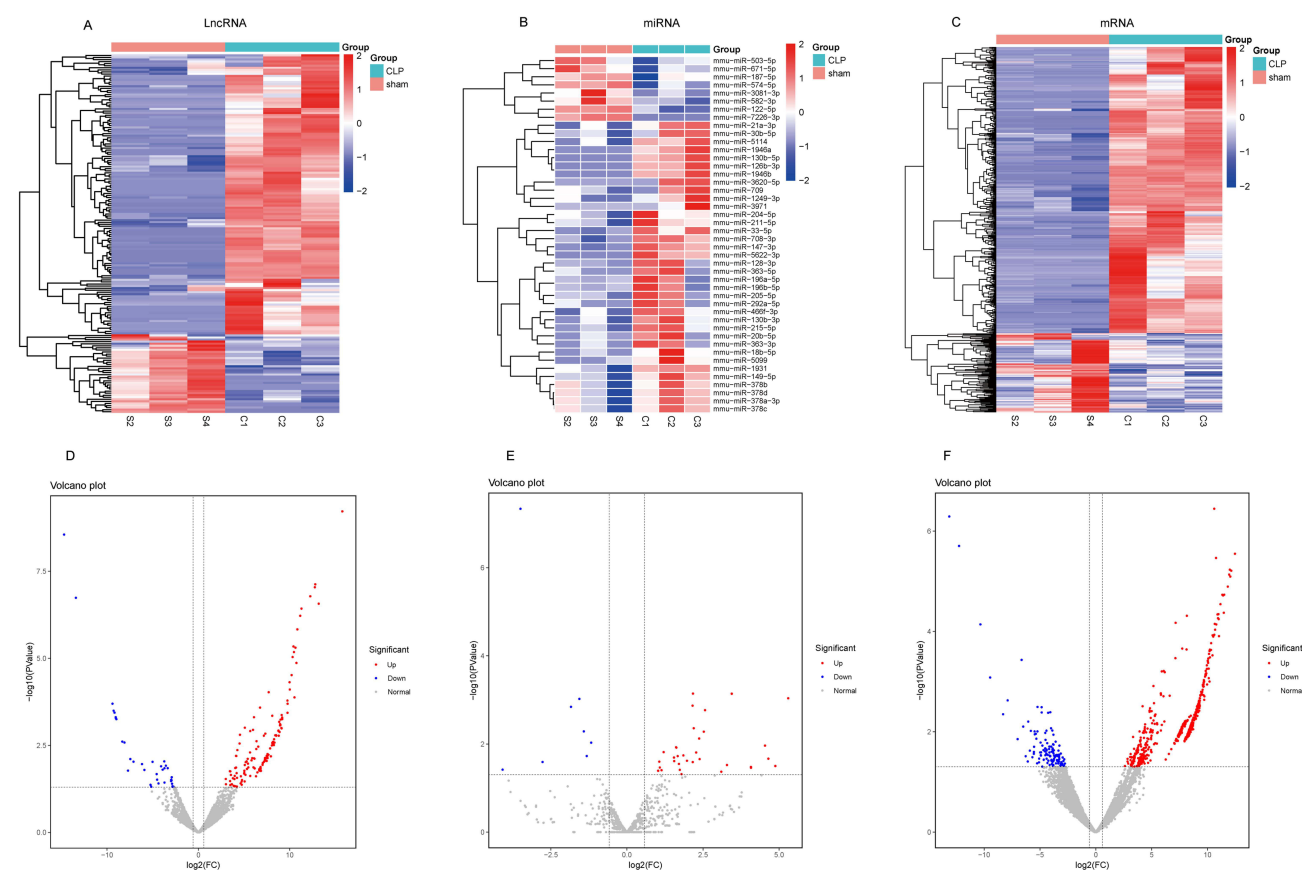 A
LncRNA
Group
2
1
0
−1
−2
Group
CLP
sham
S2
S3
S4
C1
C2
C3
B
miRNA
Group
mmu−miR−503−5p
mmu−miR−671−5p
mmu−miR−187−5p
mmu−miR−574−5p
mmu−miR−3081−3p
mmu−miR−582−3p
mmu−miR−122−5p
mmu−miR−7226−3p
mmu−miR−21a−3p
mmu−miR−30b−5p
mmu−miR−5114
mmu−miR−1946a
mmu−miR−130b−5p
mmu−miR−126b−3p
mmu−miR−1946b
mmu−miR−3620−5p
mmu−miR−709
mmu−miR−1249−3p
mmu−miR−3971
mmu−miR−204−5p
mmu−miR−211−5p
mmu−miR−33−5p
mmu−miR−708−3p
mmu−miR−147−3p
mmu−miR−5622−3p
mmu−miR−128−3p
mmu−miR−363−5p
mmu−miR−196a−5p
mmu−miR−196b−5p
mmu−miR−205−5p
mmu−miR−292a−5p
mmu−miR−466f−3p
mmu−miR−130b−3p
mmu−miR−215−5p
mmu−miR−20b−5p
mmu−miR−363−3p
mmu−miR−18b−5p
mmu−miR−5099
mmu−miR−1931
mmu−miR−149−5p
mmu−miR−378b
mmu−miR−378d
mmu−miR−378a−3p
mmu−miR−378c
2
1
0
−1
−2
Group
CLP
sham
S2
S3
S4
C1
C2
C3
C
mRNA
Group
2
1
0
−1
−2
Group
CLP
sham
S2
S3
S4
C1
C2
C3
D
Volcano plot
−log10(PValue)
7.5
5.0
2.5
0.0
−10
0
10
log2(FC)
Significant
Up
Down
Normal
E
Volcano plot
−log10(PValue)
6
4
2
0
−2.5
0.0
2.5
5.0
log2(FC)
Significant
Up
Down
Normal
F
Volcano plot
−log10(PValue)
6
4
2
0
−10
−5
0
5
10
log2(FC)
Significant
Up
Down
Normal